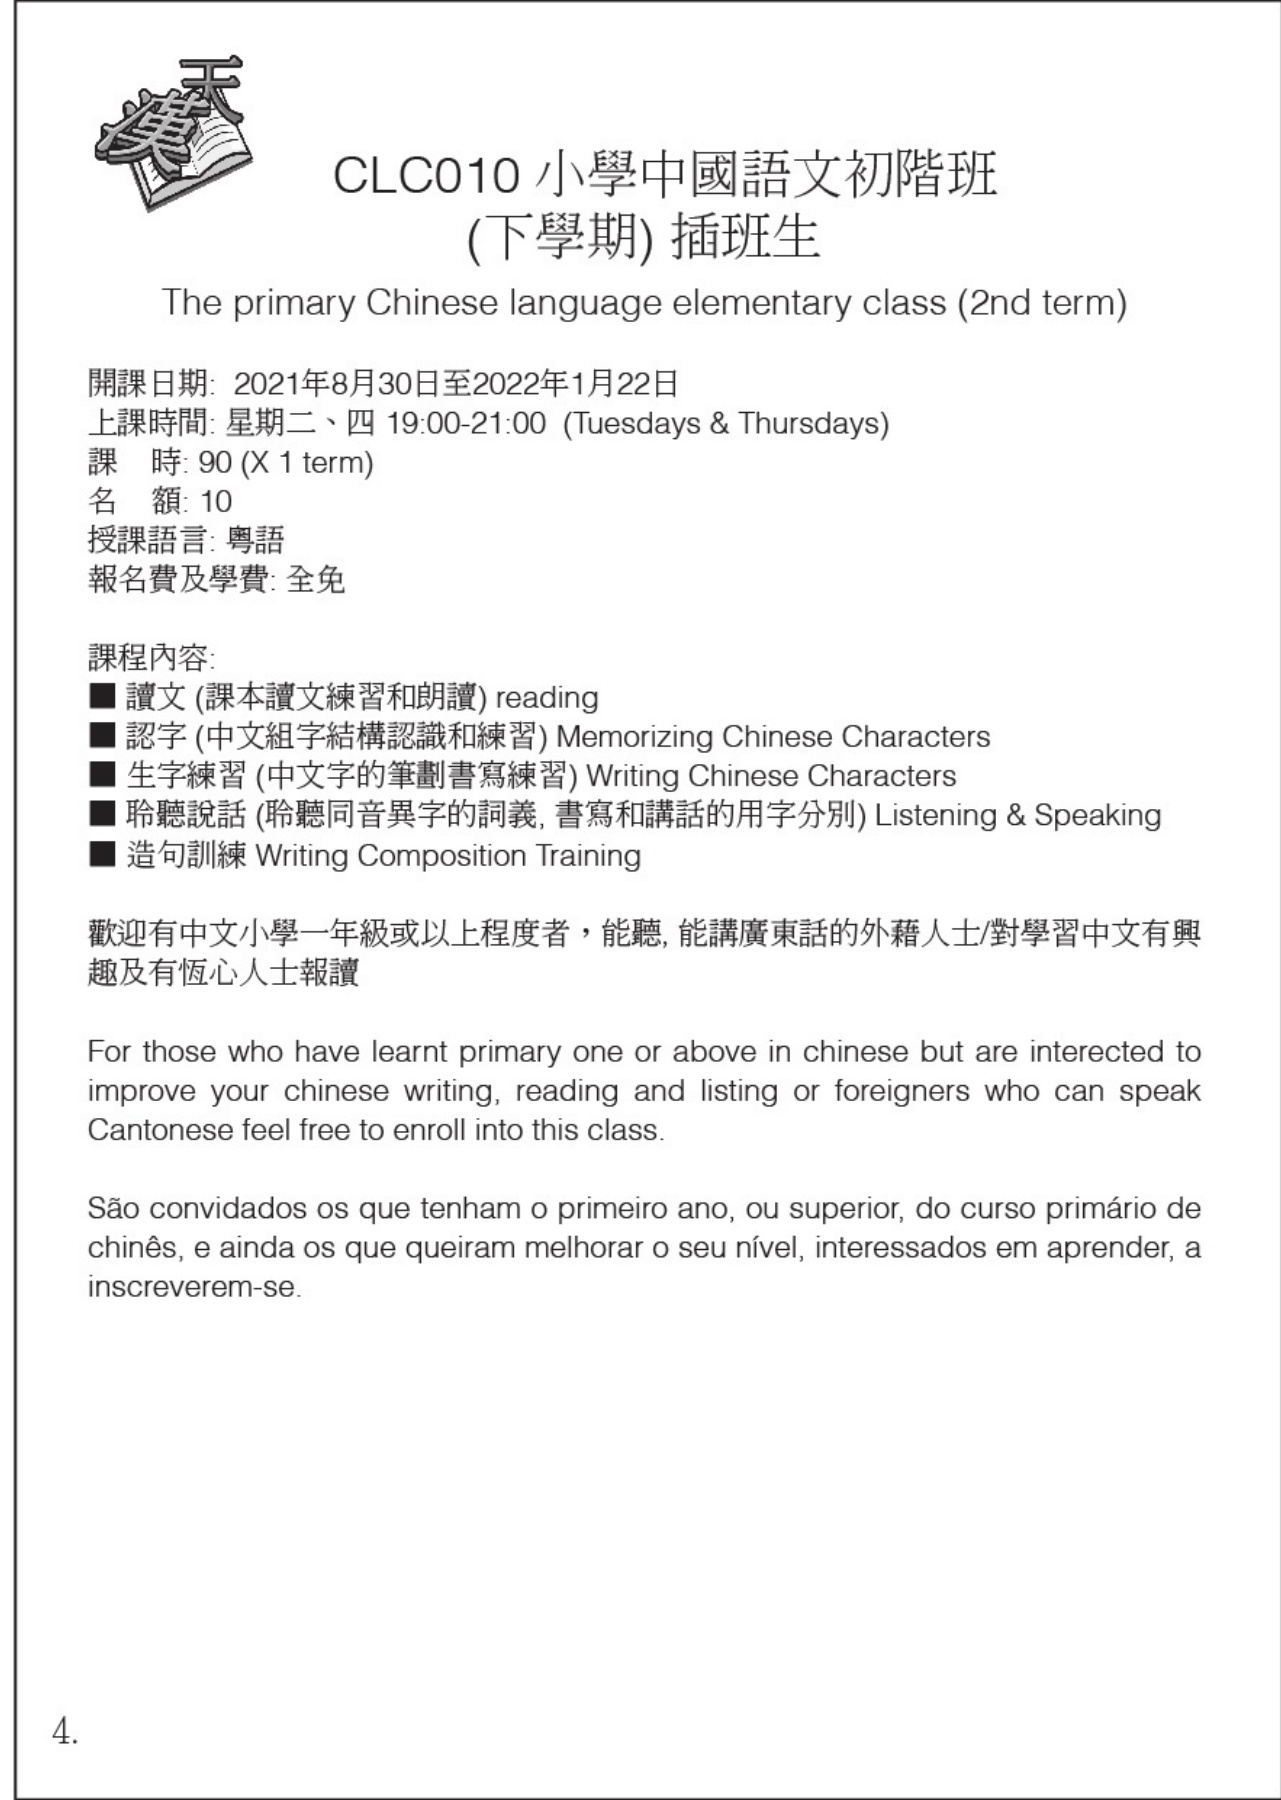 天漢
CLC010 小學中國語文初階班
(下學期) 插班生
The primary Chinese language elementary class (2nd term)
開課日期: 2021年8月30日至2022年1月22日
上課時間: 星期二、四 19:00-21:00 (Tuesdays & Thursdays)
課 時: 90 (X 1 term)
名 額: 10
授課語言: 粵語
報名費及學費: 全免
課程內容:
■ 讀文 (課本讀文練習和朗讀) reading
■ 認字 (中文組字結構認識和練習) Memorizing Chinese Characters
■ 生字練習 (中文字的筆劃書寫練習) Writing Chinese Characters
■ 聆聽說話 (聆聽同音異字的詞義, 書寫和講話的用字分別) Listening & Speaking
■ 造句訓練 Writing Composition Training
歡迎有中文小學一年級或以上程度者，能聽, 能講廣東話的外藉人士/對學習中文有興
趣及有恆心人士報讀
For those who have learnt primary one or above in chinese but are interected to
improve your chinese writing, reading and listing or foreigners who can speak
Cantonese feel free to enroll into this class.
São convidados os que tenham o primeiro ano, ou superior, do curso primário de
chinês, e ainda os que queiram melhorar o seu nível, interessados em aprender, a
inscreverem-se.
4.